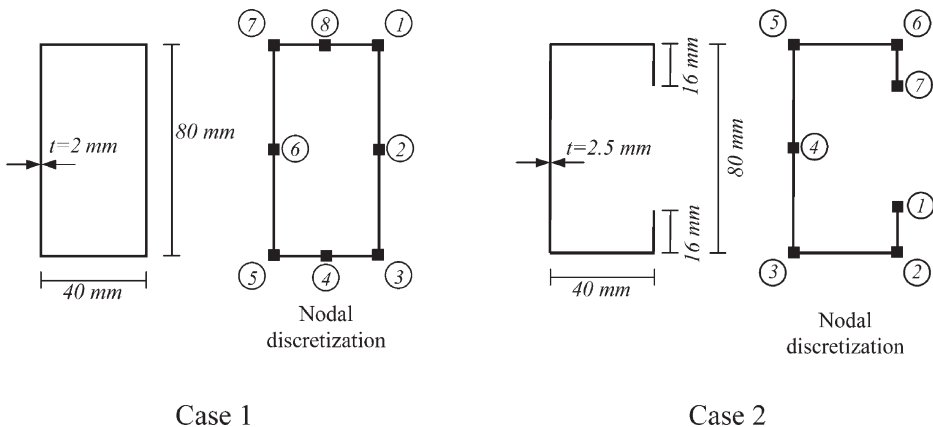 7
8
1
t=2 mm
80 mm
6
2
5
4
3
40 mm
Nodal
discretization
Case 1
5
6
16 mm
7
t=2.5 mm
80 mm
4
1
16 mm
3
2
40 mm
Nodal
discretization
Case 2